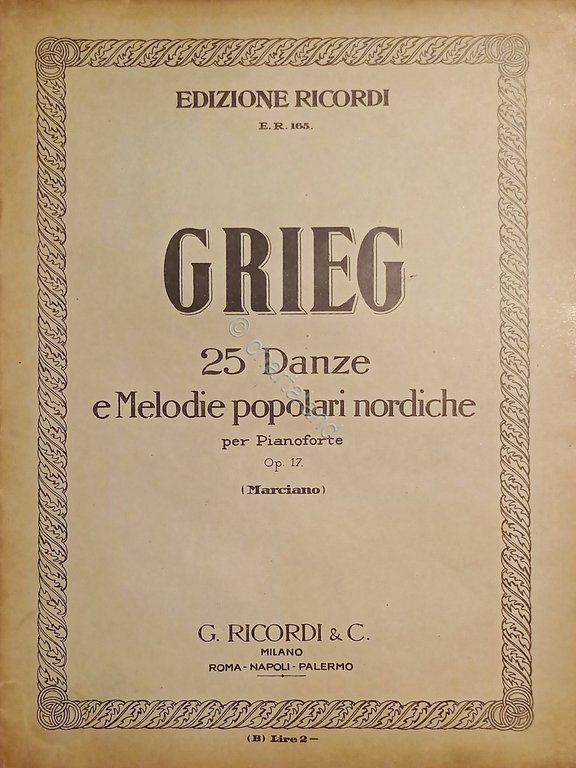 EDIZIONE RICORDI
E. R. 165.
GRIEG
25 Danze
e Melodie popolari nordiche
per Pianoforte
Op. 17.
(Marciano)
G. RICORDI & C.
MILANO
ROMA - NAPOLI - PALERMO
(B) Lire 2 —